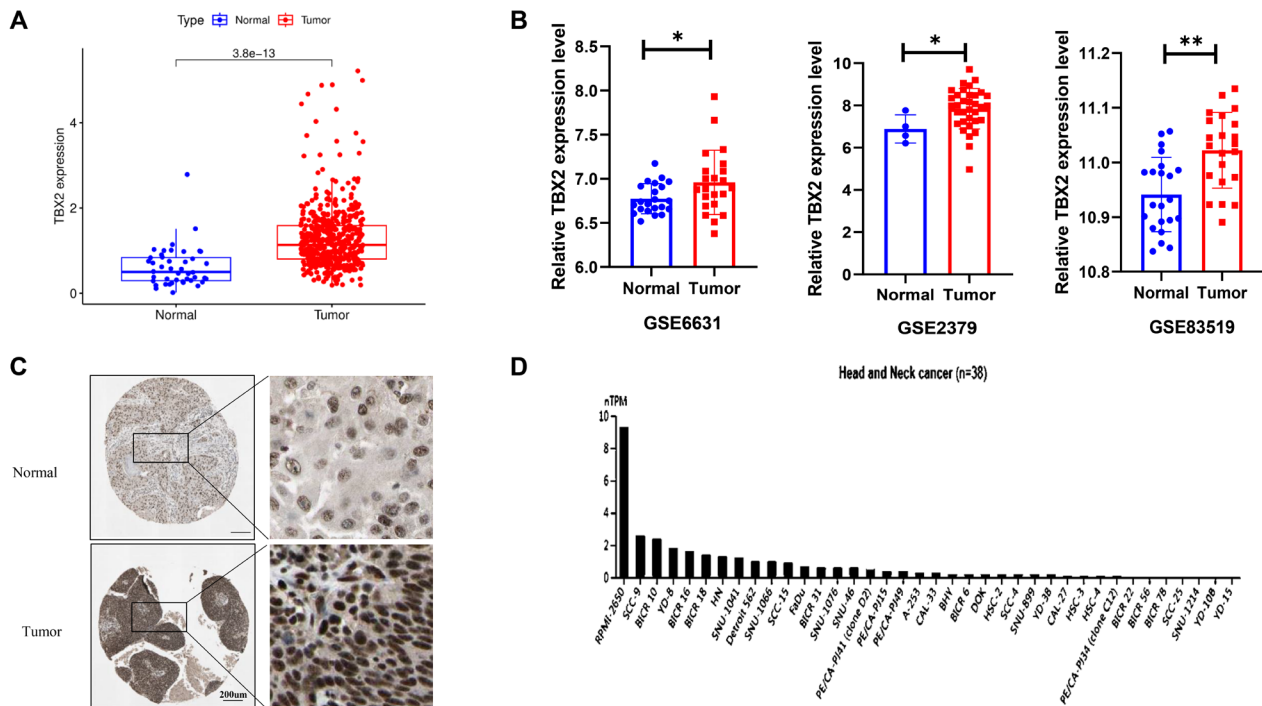 A
Type Normal Tumor
3.8e-13
TBX2 expression
4
2
0
Normal Tumor
B
Relative TBX2 expression level
8.5
8.0
7.5
7.0
6.5
6.0
*
Normal Tumor
GSE6631
Relative TBX2 expression level
10
8
6
4
2
0
*
Normal Tumor
GSE2379
Relative TBX2 expression level
11.2
11.1
11.0
10.9
10.8
**
Normal Tumor
GSE83519
C
Normal
Tumor
200um
D
Head and Neck cancer (n=38)
nTPM
10
8
6
4
2
0
RPMI-2650
SCC-9
BICR 10
YD-8
BICR 16
BICR 18
HN
SNU-1041
Detroit 562
SNU-1066
SCC-15
FaDu
BICR 31
SNU-1076
SNU-46
PE/CA-PJ41 (clone D2)
PE/CA-PJ15
PE/CA-PJ49
A-253
CAL-33
BHY
BICR 6
DOK
HSC-2
SCC-4
SNU-899
YD-38
CAL-27
HSC-3
HSC-4
PE/CA-PJ34 (clone C12)
BICR-22
BICR 56
BICR 78
SCC-25
SNU-1214
YD-10B
YD-15